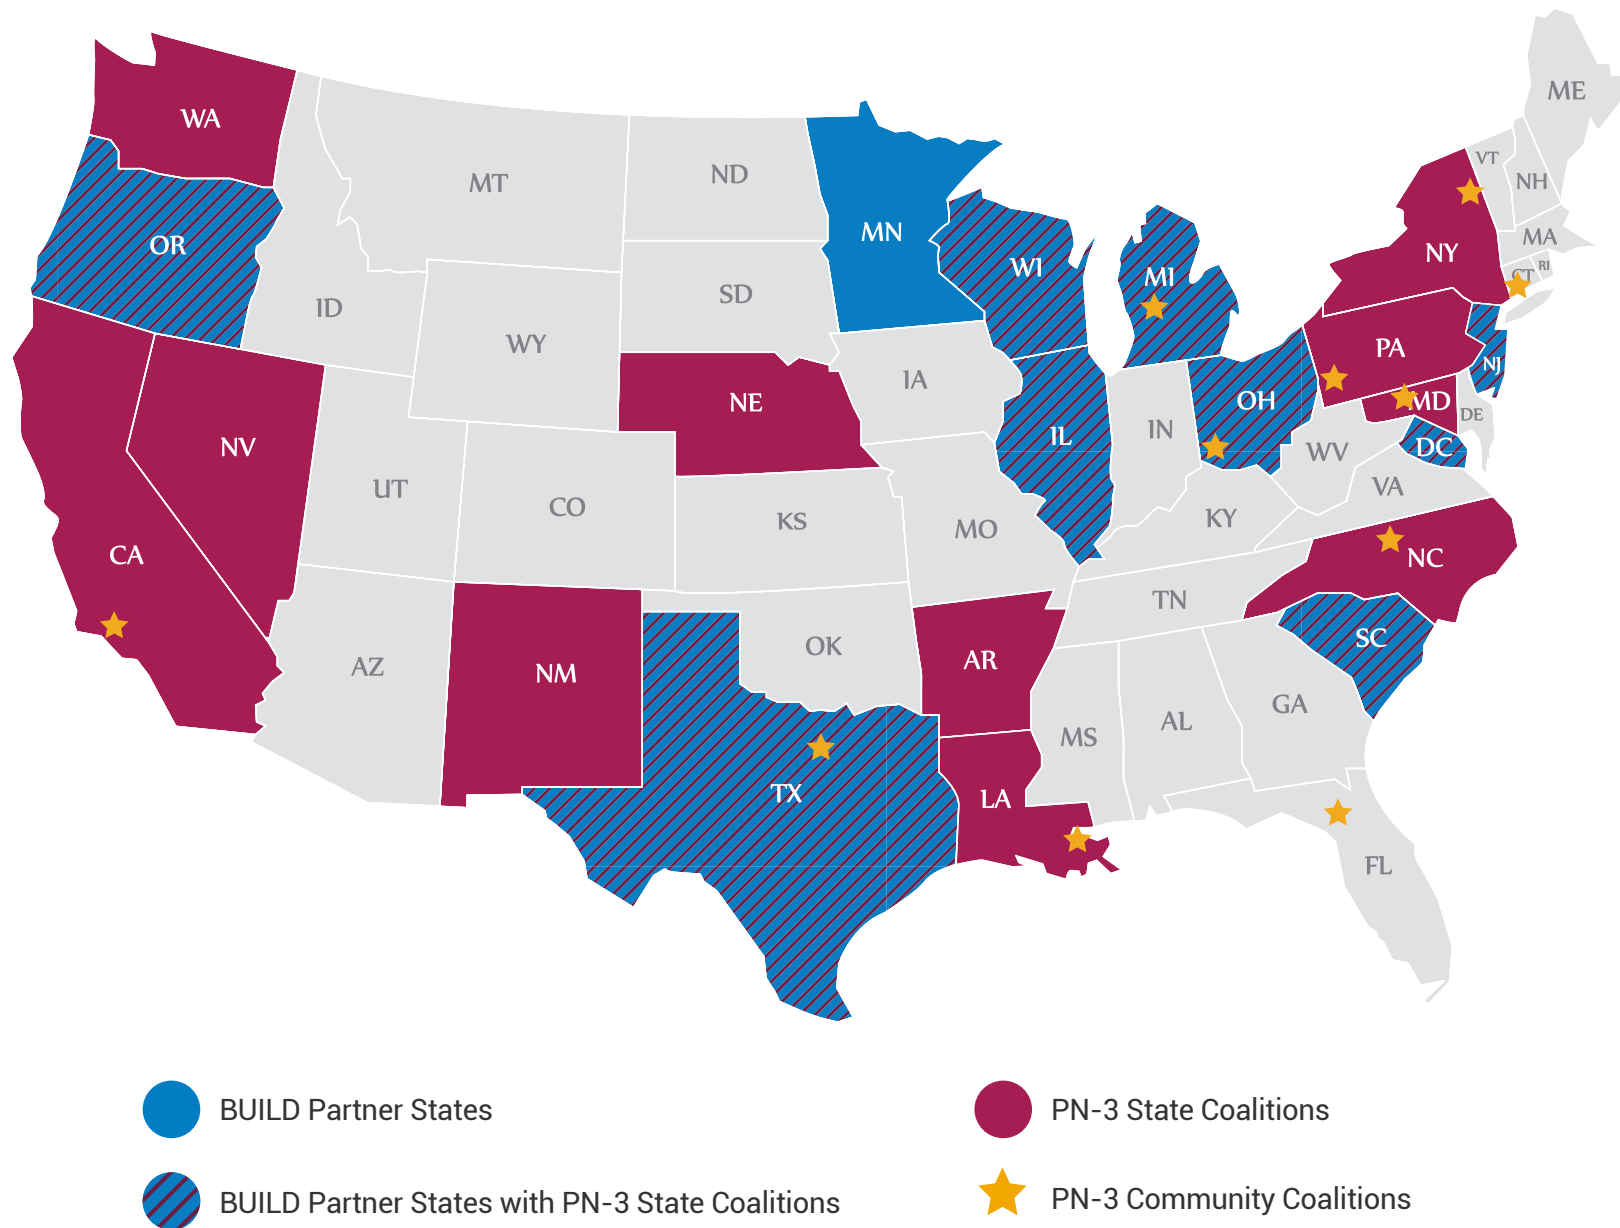 ME
WA
VT
ND
MT
NH
MN
MA
OR
NY
RI
WI
CT
MI
SD
ID
WY
PA
NJ
IA
OH
MD
NE
DE
IN
IL
NV
DC
WV
UT
VA
CO
KY
KS
MO
CA
NC
TN
SC
OK
AR
AZ
NM
GA
AL
MS
TX
LA
FL
BUILD Partner States
PN-3 State Coalitions
BUILD Partner States with PN-3 State Coalitions
PN-3 Community Coalitions